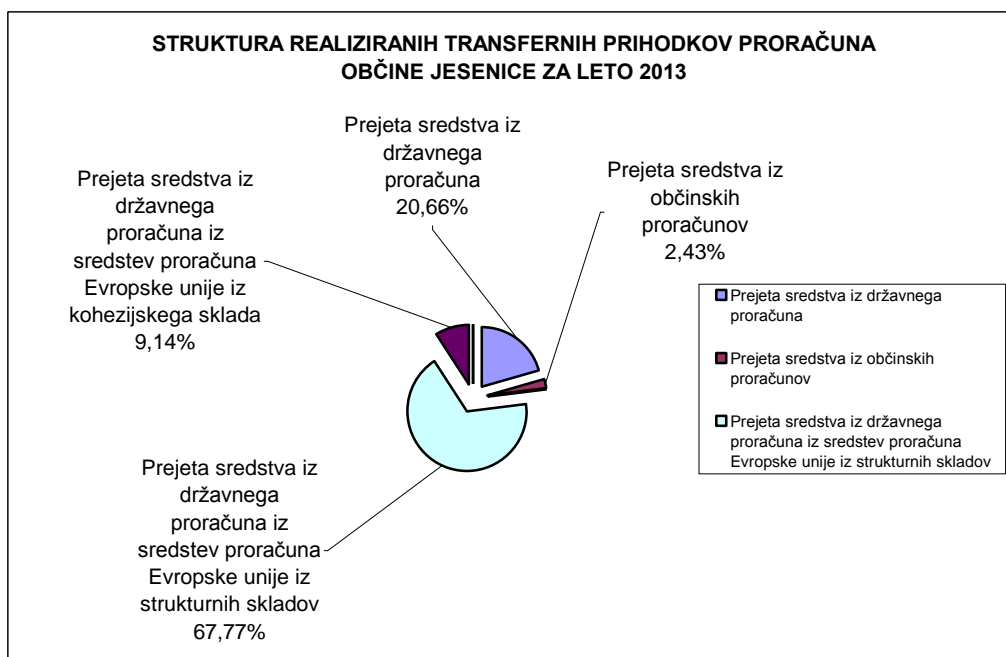 STRUKTURA REALIZIRANIH TRANSFERNIH PRIHODKOV PRORAČUNA
OBČINE JESENICE ZA LETO 2013
Prejeta sredstva iz
državnega
proračuna
20,66%
Prejeta sredstva iz
občinskih
proračunov
2,43%
Prejeta sredstva iz
državnega
proračuna iz
sredstev proračuna
Evropske unije iz
kohezijskega sklada
9,14%
Prejeta sredstva iz
državnega
proračuna iz
sredstev proračuna
Evropske unije iz
strukturnih skladov
67,77%
Prejeta sredstva iz državnega
proračuna
Prejeta sredstva iz občinskih
proračunov
Prejeta sredstva iz državnega
proračuna iz sredstev proračuna
Evropske unije iz strukturnih skladov